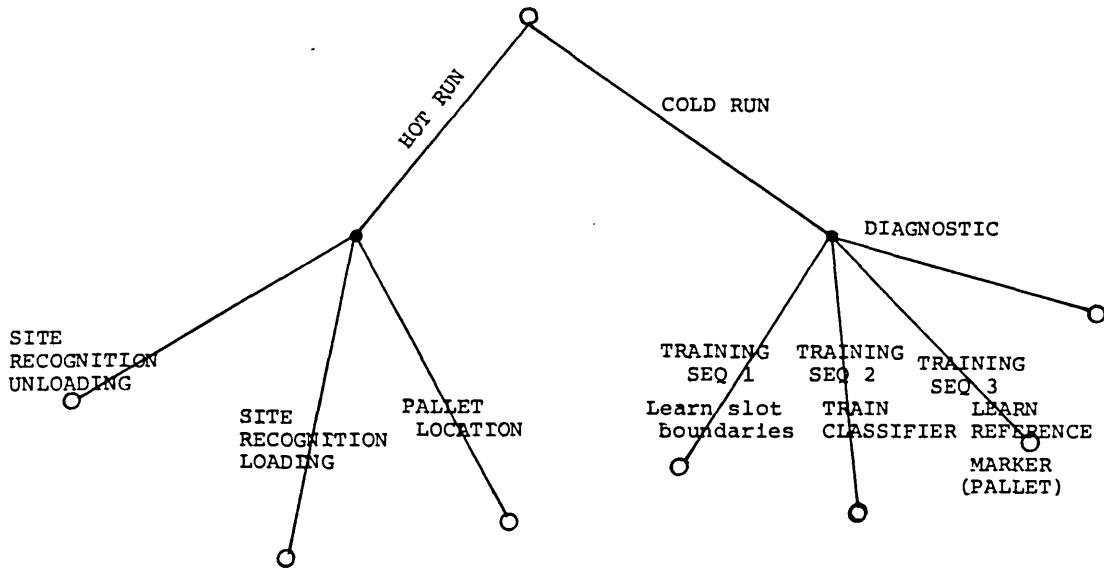 HOT RUN
COLD RUN
DIAGNOSTIC
SITE
RECOGNITION
UNLOADING
SITE
RECOGNITION
LOADING
PALLET
LOCATION
TRAINING
SEQ 1
Learn slot
boundaries
TRAINING
SEQ 2
TRAIN
CLASSIFIER
TRAINING
SEQ 3
LEARN
REFERENCE
MARKER
(PALLET)